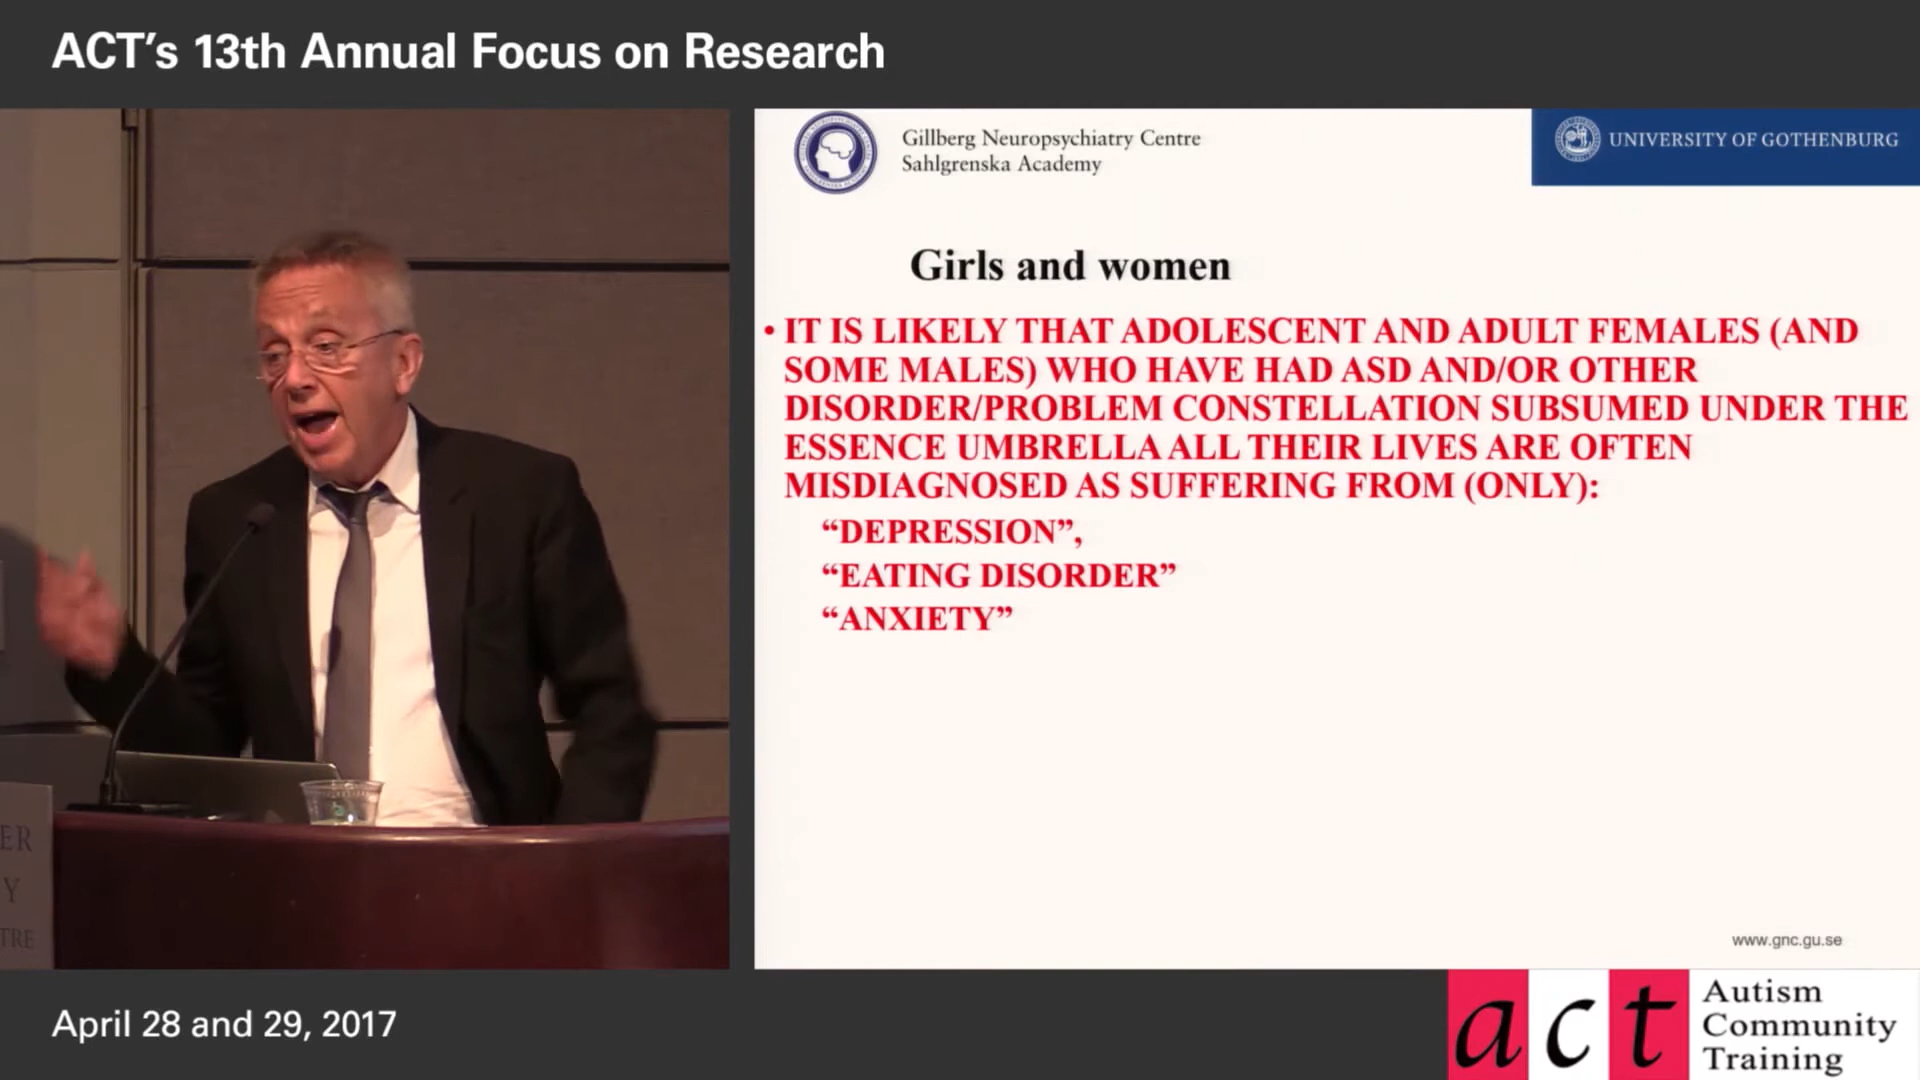 ACT's 13th Annual Focus on Research
Gillberg Neuropsychiatry Centre
Sahlgrenska Academy
UNIVERSITY OF GOTHENBURG
Girls and women
• IT IS LIKELY THAT ADOLESCENT AND ADULT FEMALES (AND
SOME MALES) WHO HAVE HAD ASD AND/OR OTHER
DISORDER/PROBLEM CONSTELLATION SUBSUMED UNDER THE
ESSENCE UMBRELLA ALL THEIR LIVES ARE OFTEN
MISDIAGNOSED AS SUFFERING FROM (ONLY):
“DEPRESSION”,
“EATING DISORDER”
“ANXIETY”
www.gnc.gu.se
ER
Y
TRE
April 28 and 29, 2017
act
Autism
Community
Training